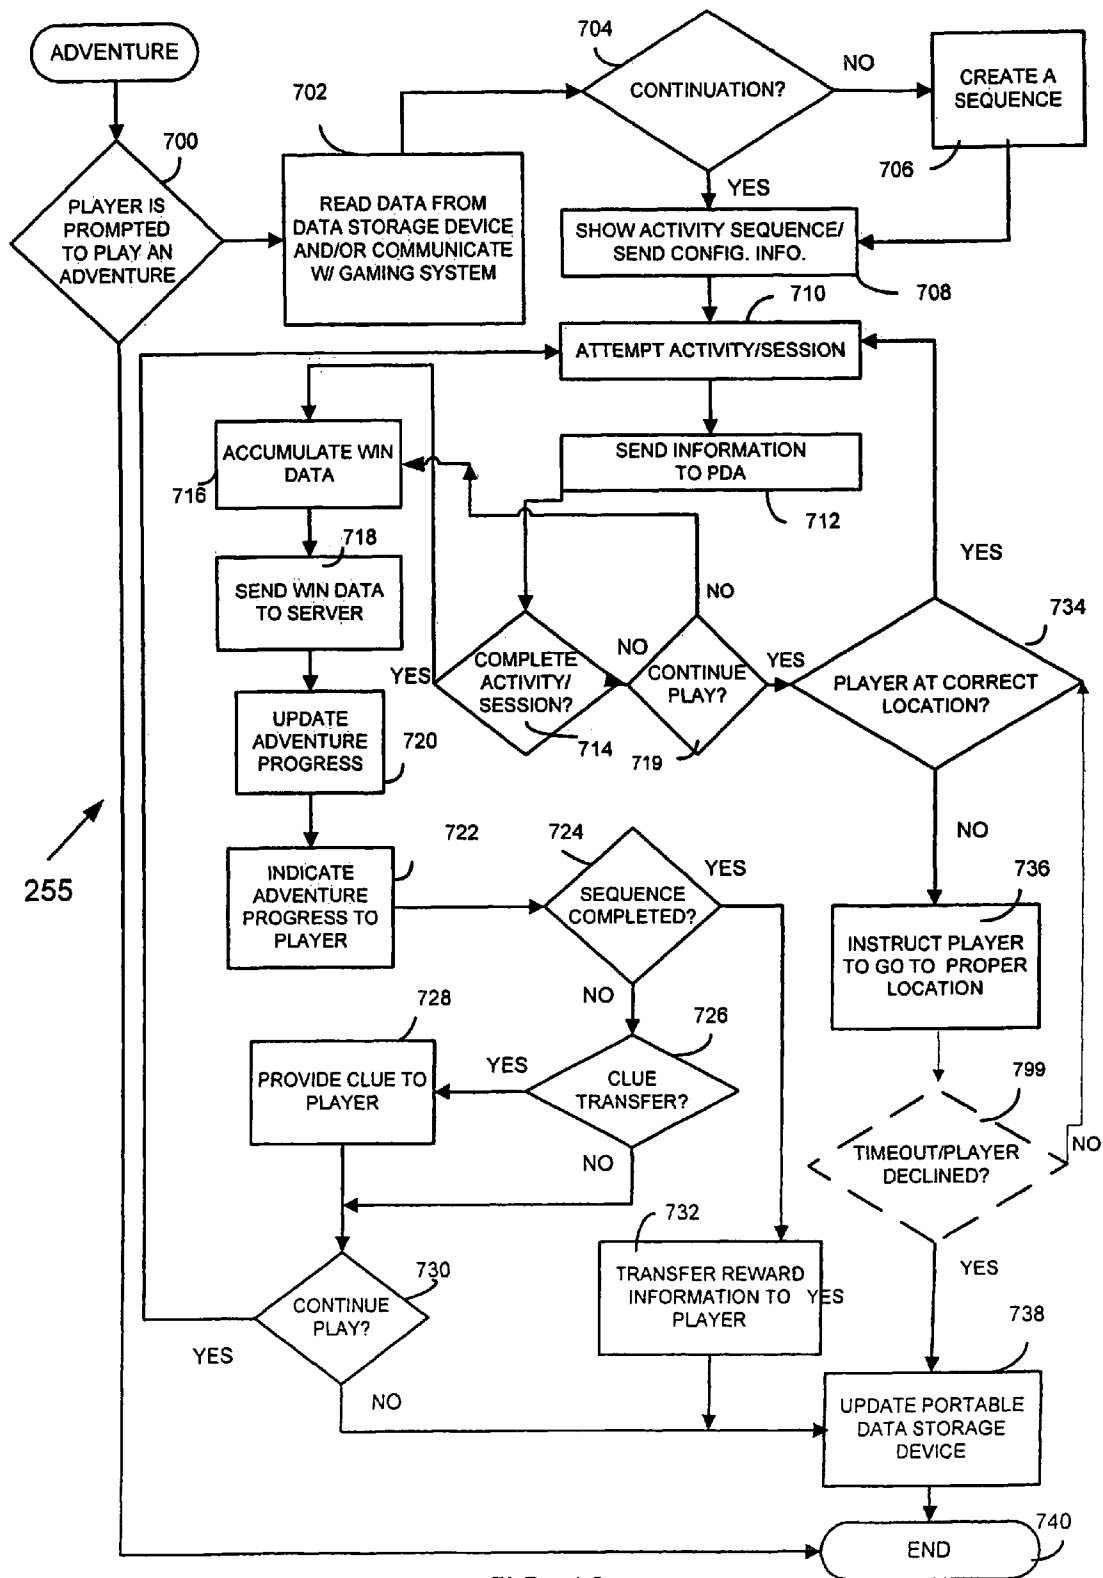 ADVENTURE
704
CONTINUATION?
NO
CREATE A
SEQUENCE
706
702
700
PLAYER IS
PROMPTED
TO PLAY AN
ADVENTURE
READ DATA FROM
DATA STORAGE DEVICE
AND/OR COMMUNICATE
W/ GAMING SYSTEM
YES
SHOW ACTIVITY SEQUENCE/
SEND CONFIG. INFO.
708
710
ATTEMPT ACTIVITY/SESSION
ACCUMULATE WIN
DATA
716
SEND INFORMATION
TO PDA
712
718
SEND WIN DATA
TO SERVER
YES
NO
734
NO
YES
YES
COMPLETE
ACTIVITY/
SESSION?
714
CONTINUE
PLAY?
719
PLAYER AT CORRECT
LOCATION?
UPDATE
ADVENTURE
PROGRESS
720
255
722
INDICATE
ADVENTURE
PROGRESS TO
PLAYER
724
YES
SEQUENCE
COMPLETED?
NO
NO
736
INSTRUCT PLAYER
TO GO TO PROPER
LOCATION
728
726
YES
PROVIDE CLUE TO
PLAYER
CLUE
TRANSFER?
NO
799
TIMEOUT/PLAYER
DECLINED?
NO
YES
732
TRANSFER REWARD
INFORMATION TO YES
PLAYER
730
CONTINUE
PLAY?
YES
NO
738
UPDATE PORTABLE
DATA STORAGE
DEVICE
740
END